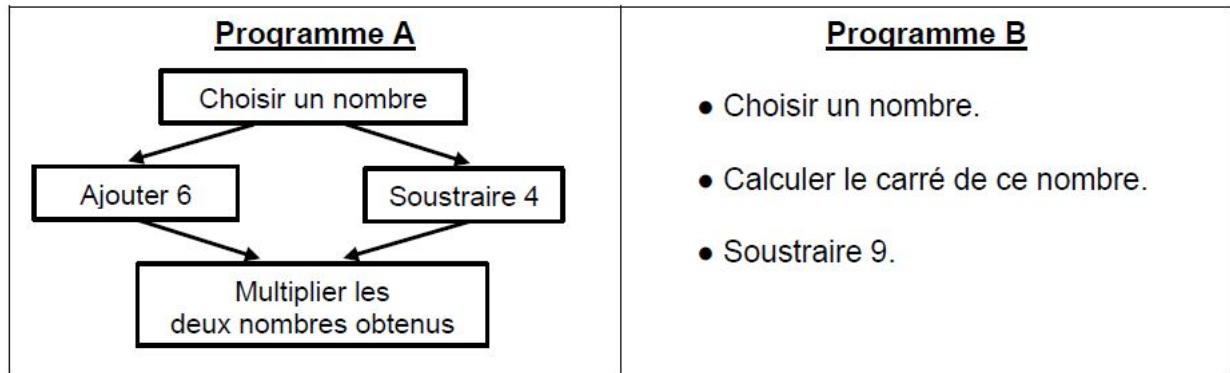 Programme A
Choisir un nombre
Ajouter 6
Soustraire 4
Multiplier les
deux nombres obtenus
Programme B
● Choisir un nombre.
● Calculer le carré de ce nombre.
● Soustraire 9.